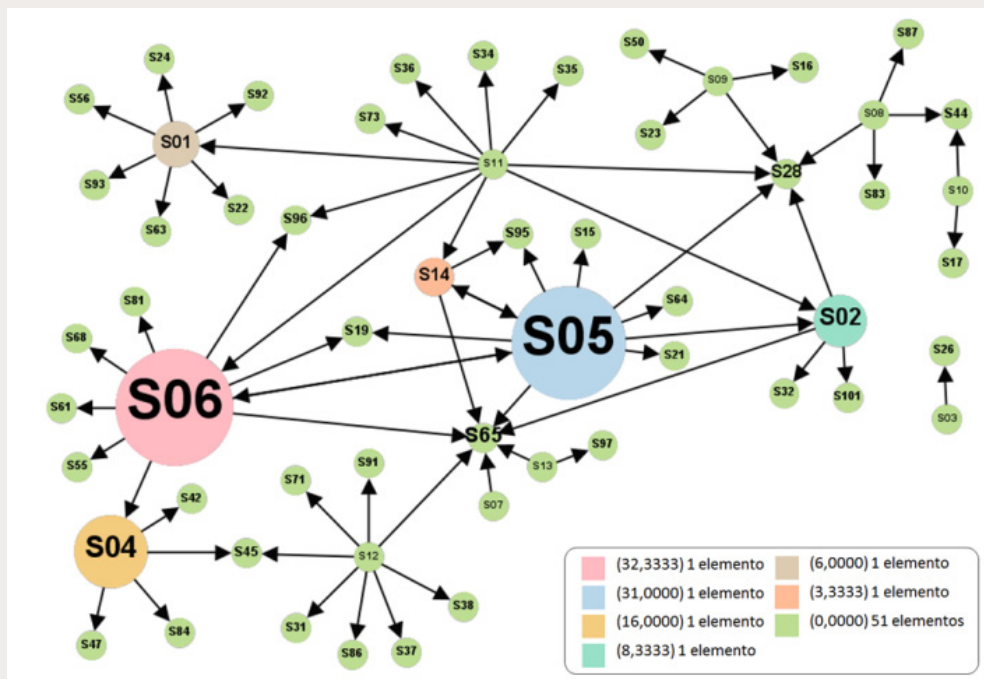 S87
S50
S34
S24
S36
S35
S16
S09
S92
S56
S08
S44
S73
S23
S01
S11
S28
S93
S83
S10
S22
S96
S63
S95
S15
S17
S14
S81
S64
S02
S19
S05
S68
S26
S21
S32
S101
S06
S61
S03
S65
S97
S55
S91
S13
S71
S42
S07
S04
S45
S12
S38
S31
S84
S47
S86
S37
(32,3333) 1 elemento
(6,0000) 1 elemento
(31,0000) 1 elemento
(3,3333) 1 elemento
(16,0000) 1 elemento
(0,0000) 51 elementos
(8,3333) 1 elemento